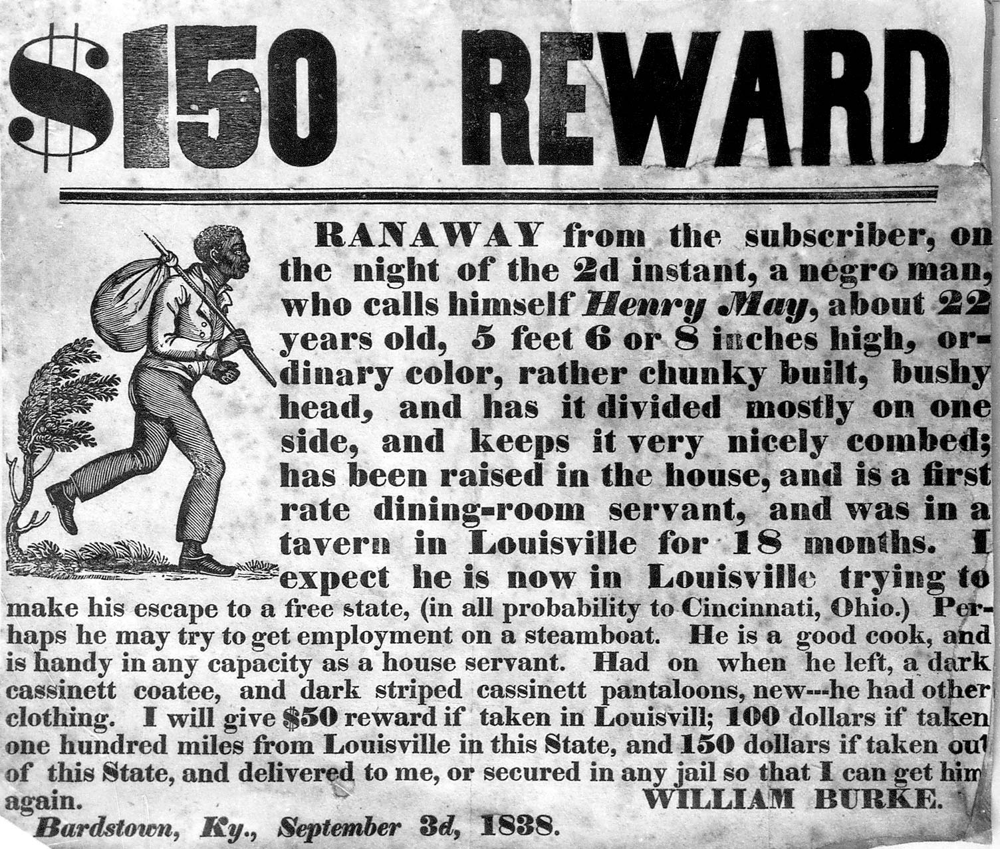 $150 REWARD
RANAWAY from the subscriber, on
the night of the 2d instant, a negro man,
who calls himself Henry May, about 22
years old, 5 feet 6 or 8 inches high, or-
dinary color, rather chunky built, bushy
head, and has it divided mostly on one
side, and keeps it very nicely combed;
has been raised in the house, and is a first
rate dining-room servant, and was in a
tavern in Louisville for 18 months. I
expect he is now in Louisville trying to
make his escape to a free state, (in all probability to Cincinnati, Ohio.) Per-
haps he may try to get employment on a steamboat. He is a good cook, and
is handy in any capacity as a house servant. Had on when he left, a dark
cassinett coatee, and dark striped cassinett pantaloons, new---he had other
clothing. I will give $50 reward if taken in Louisvill; 100 dollars if taken
one hundred miles from Louisville in this State, and 150 dollars if taken out
of this State, and delivered to me, or secured in any jail so that I can get him
again. WILLIAM BURKE.
Bardstown, Ky., September 3d, 1838.